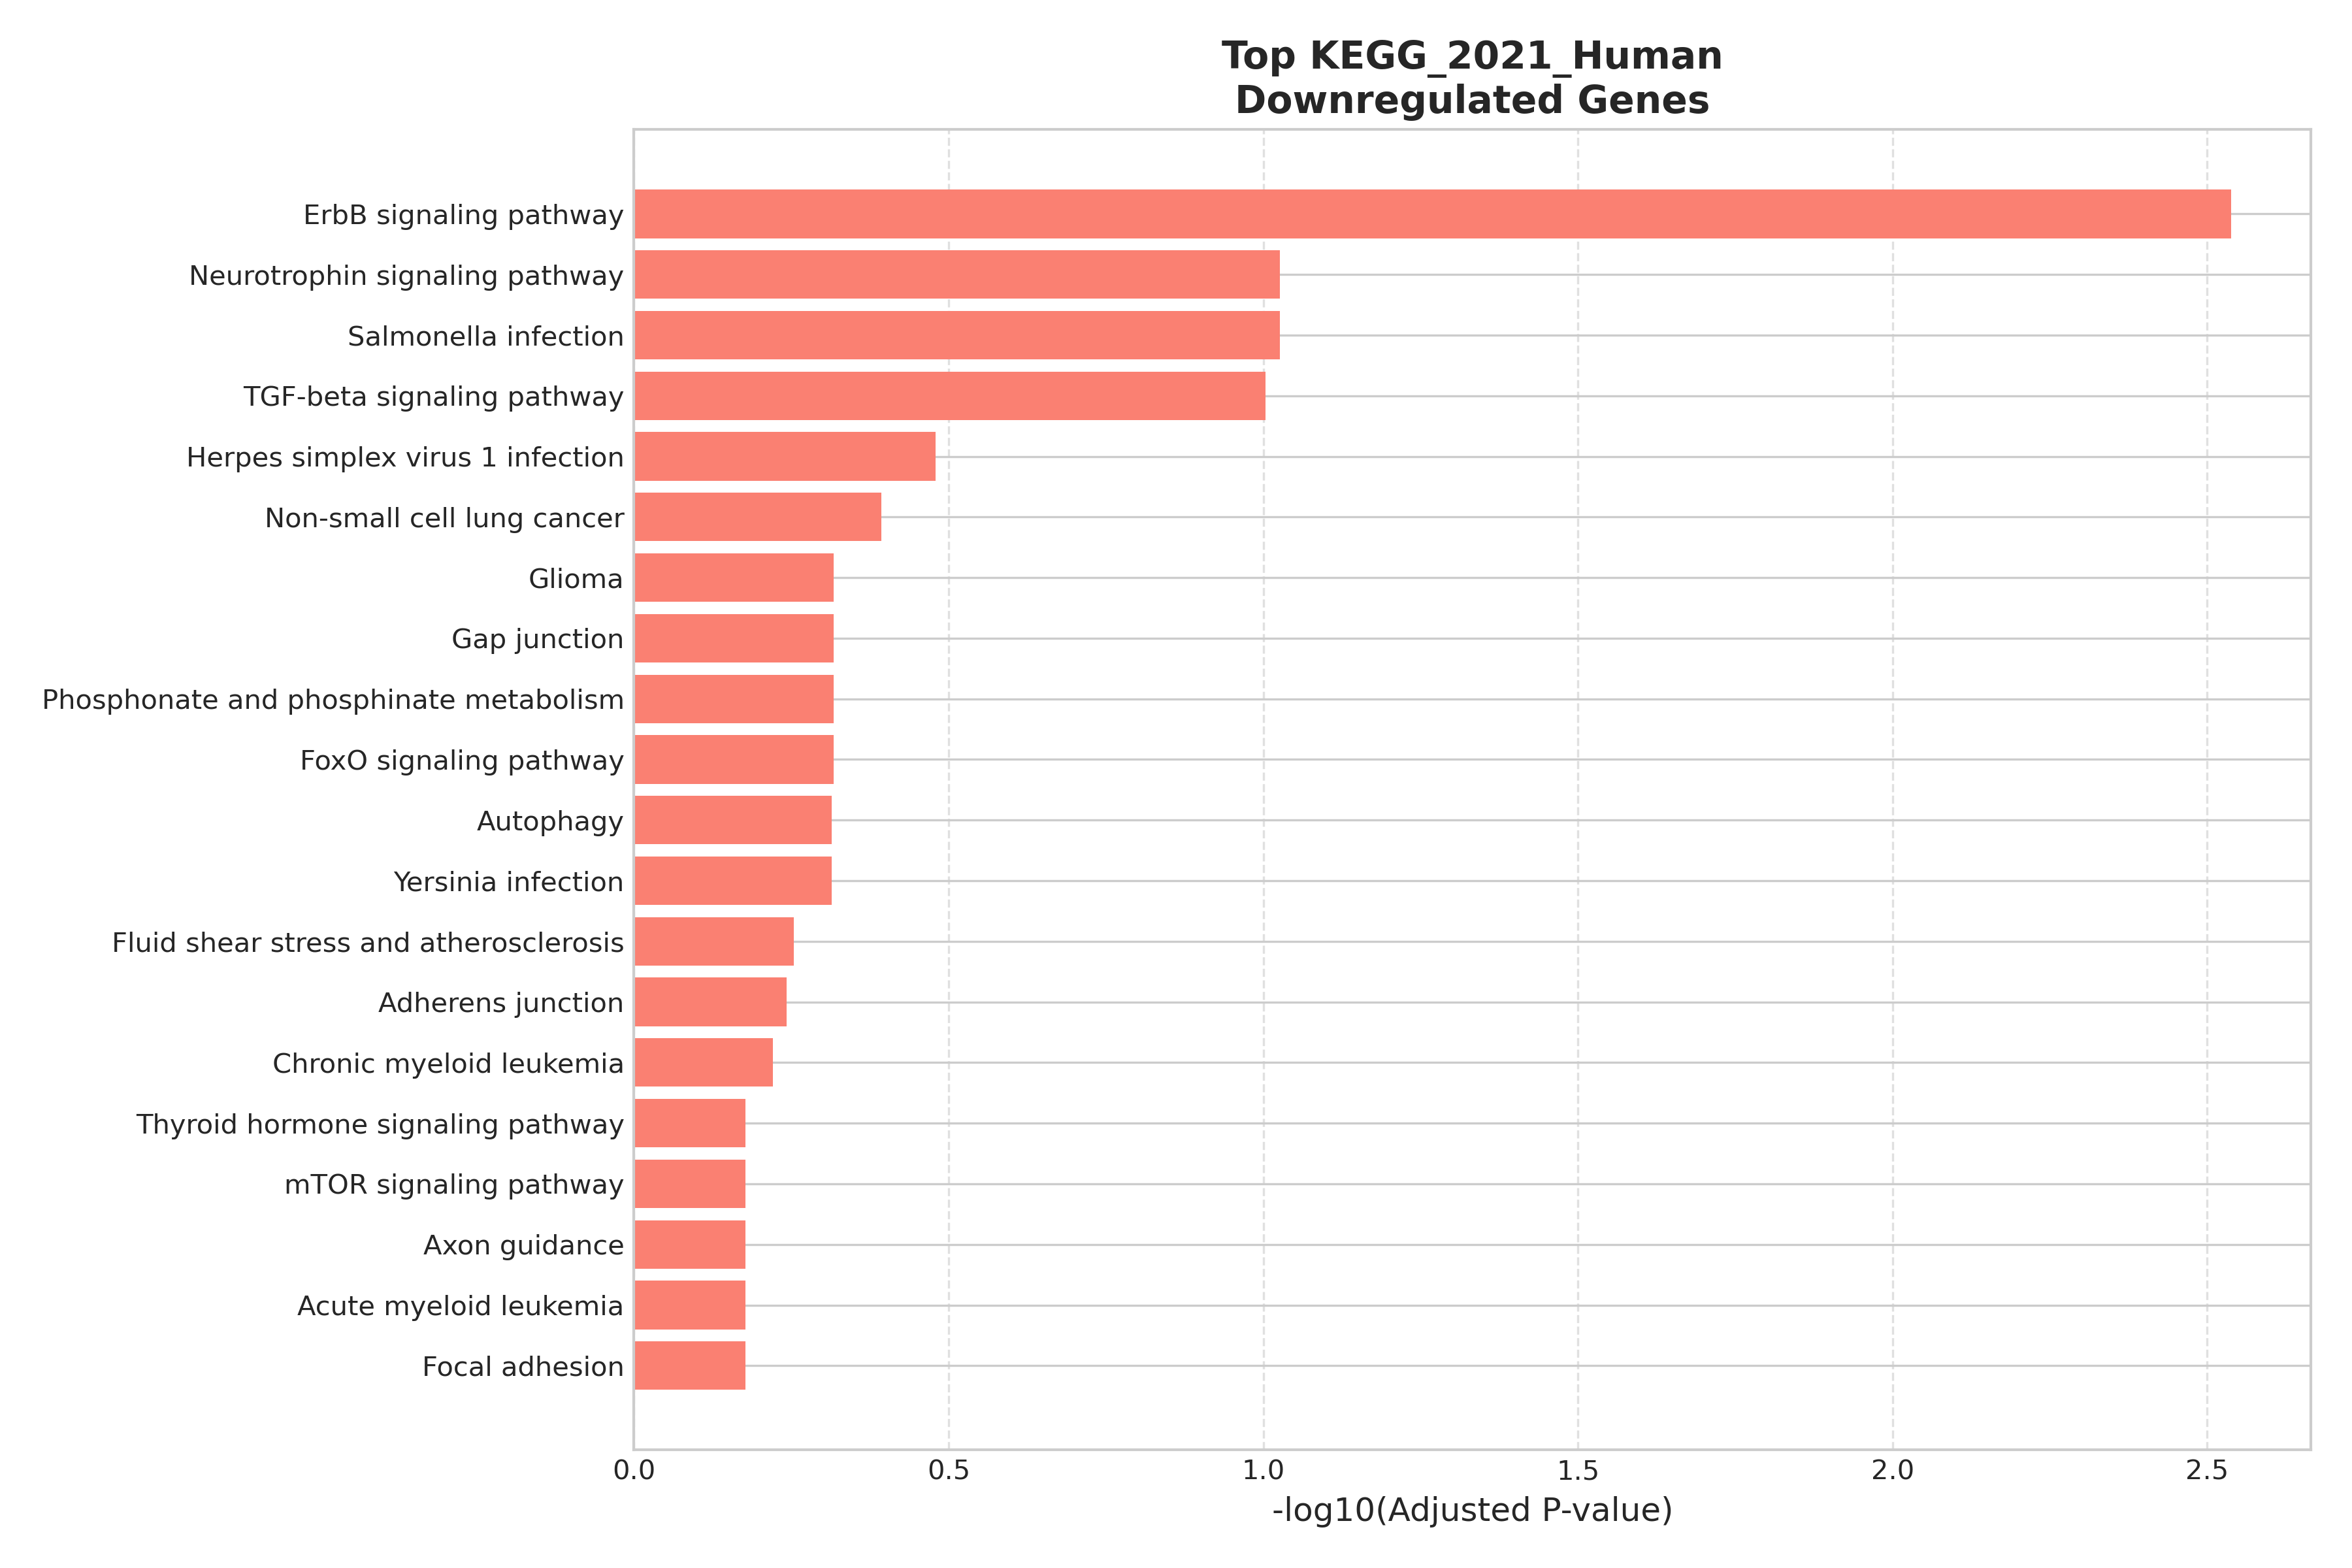 Top KEGG_2021_Human
Downregulated Genes
ErbB signaling pathway
Neurotrophin signaling pathway
Salmonella infection
TGF-beta signaling pathway
Herpes simplex virus 1 infection
Non-small cell lung cancer
Glioma
Gap junction
Phosphonate and phosphinate metabolism
FoxO signaling pathway
Autophagy
Yersinia infection
Fluid shear stress and atherosclerosis
Adherens junction
Chronic myeloid leukemia
Thyroid hormone signaling pathway
mTOR signaling pathway
Axon guidance
Acute myeloid leukemia
Focal adhesion
0.0 0.5 1.0 1.5 2.0 2.5
-log10(Adjusted P-value)